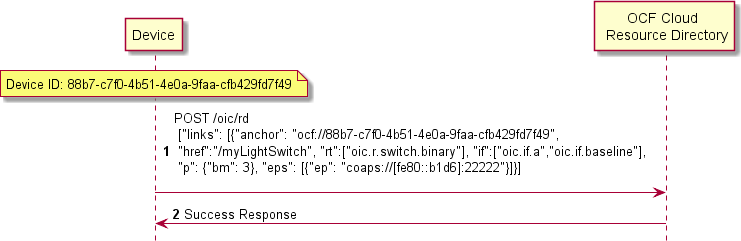 Device
OCF Cloud
Resource Directory
Device ID: 88b7-c7f0-4b51-4e0a-9faa-cfb429fd7f49
POST /oic/rd
["links": [{"anchor": "ocf://88b7-c7f0-4b51-4e0a-9faa-cfb429fd7f49",
1 "href":"/myLightSwitch", "rt":["oic.r.switch.binary"], "if":["oic.if.a","oic.if.baseline"],
"p": {"bm": 3}, "eps": [{"ep": "coaps://[fe80::b1d6]:22222"}]}]
2 Success Response